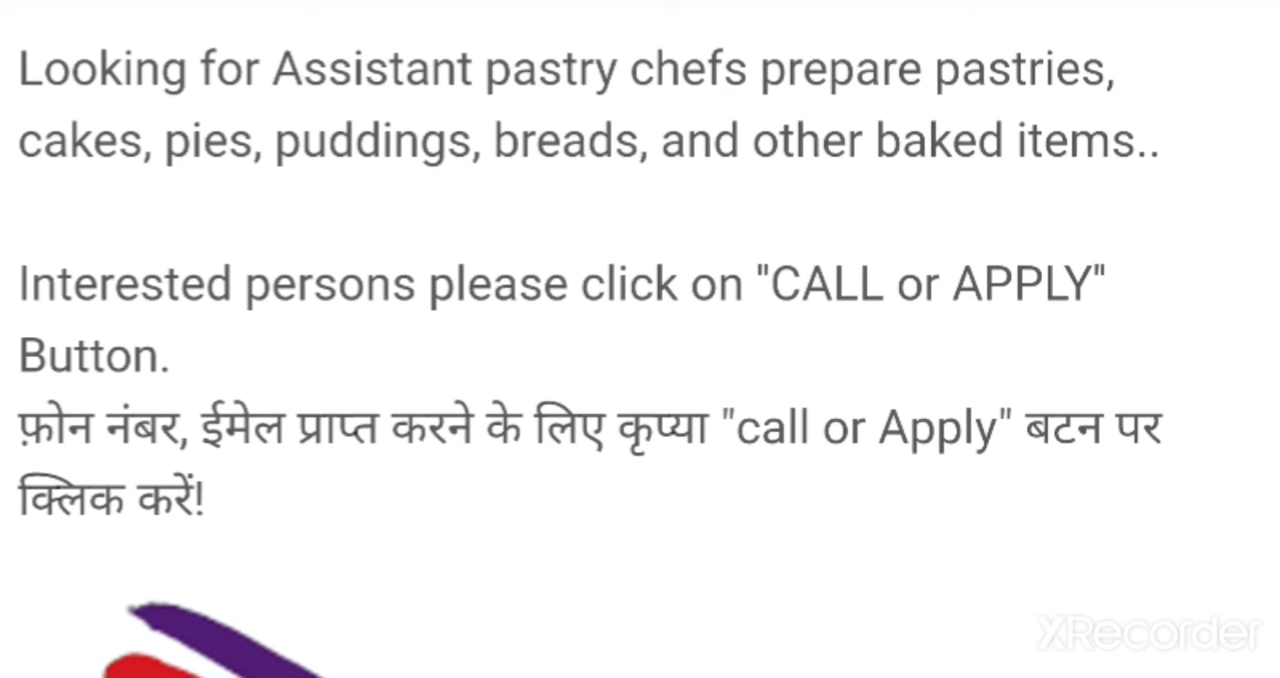 Looking for Assistant pastry chefs prepare pastries,
cakes, pies, puddings, breads, and other baked items..
Interested persons please click on "CALL or APPLY"
Button.
फ़ोन नंबर, ईमेल प्राप्त करने के लिए कृप्या "call or Apply" बटन पर
क्लिक करें!
XRecorder